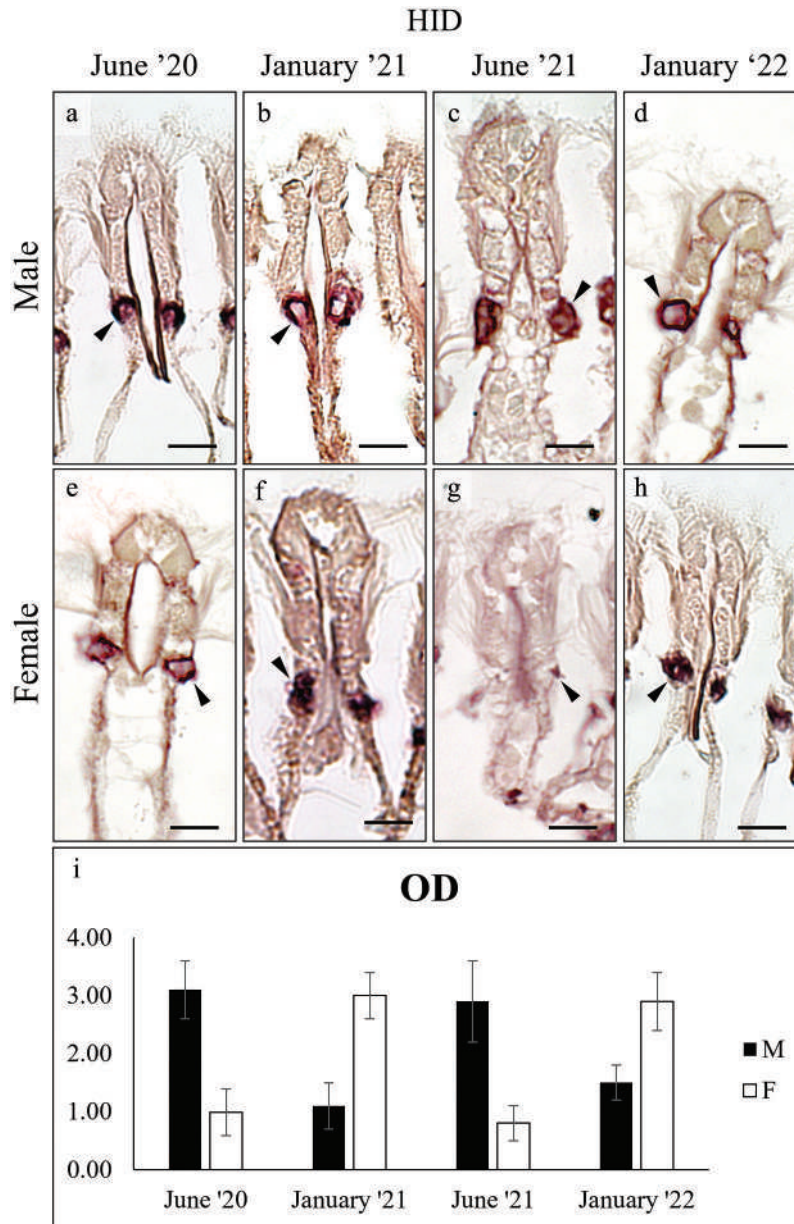 HID
June ’20 January ’21 June ’21 January ‘22
Male
a b c d
Female
e f g h
i
OD
4.00
3.00
2.00
1.00
0.00
M
F
June '20 January '21 June '21 January '22